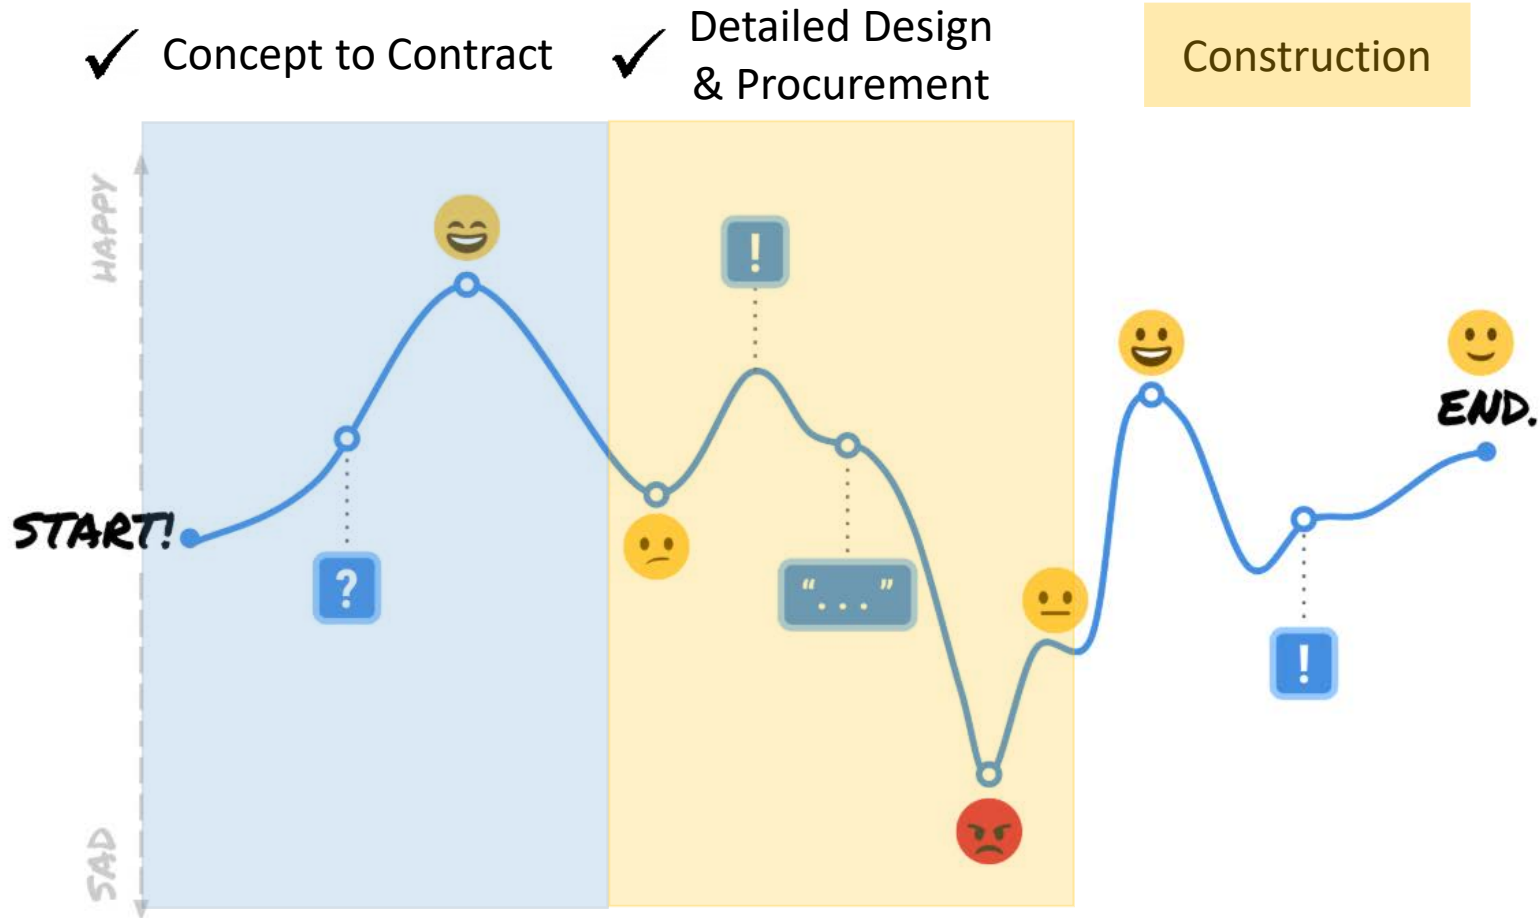 ✓ Concept to Contract
✓ Detailed Design
& Procurement
Construction
HAPPY
!
START!
?
“...”
END.
!
SAD